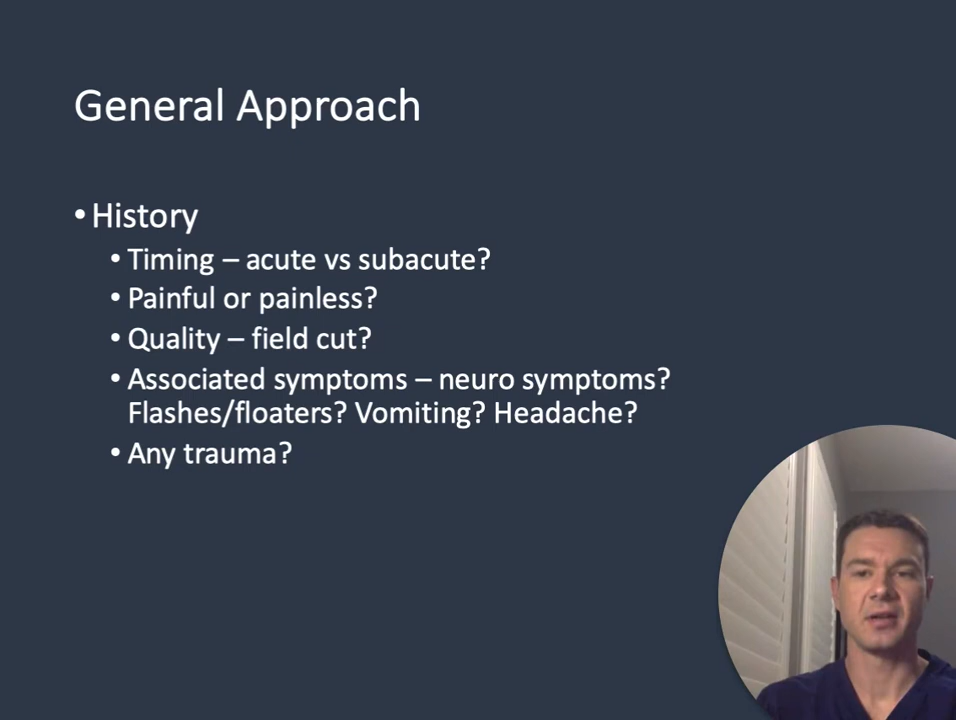 General Approach
• History
• Timing – acute vs subacute?
• Painful or painless?
• Quality – field cut?
• Associated symptoms – neuro symptoms?
Flashes/floaters? Vomiting? Headache?
• Any trauma?